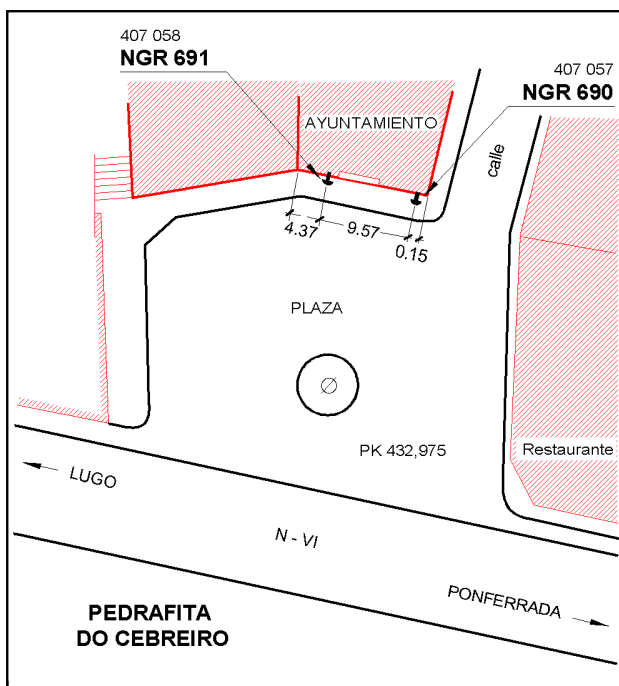 407 058
NGR 691
407 057
NGR 690
AYUNTAMIENTO
calle
4.37
9.57
0.15
PLAZA
PK 432,975
Restaurante
LUGO
N - VI
PONFERRADA
PEDRAFITA
DO CEBREIRO